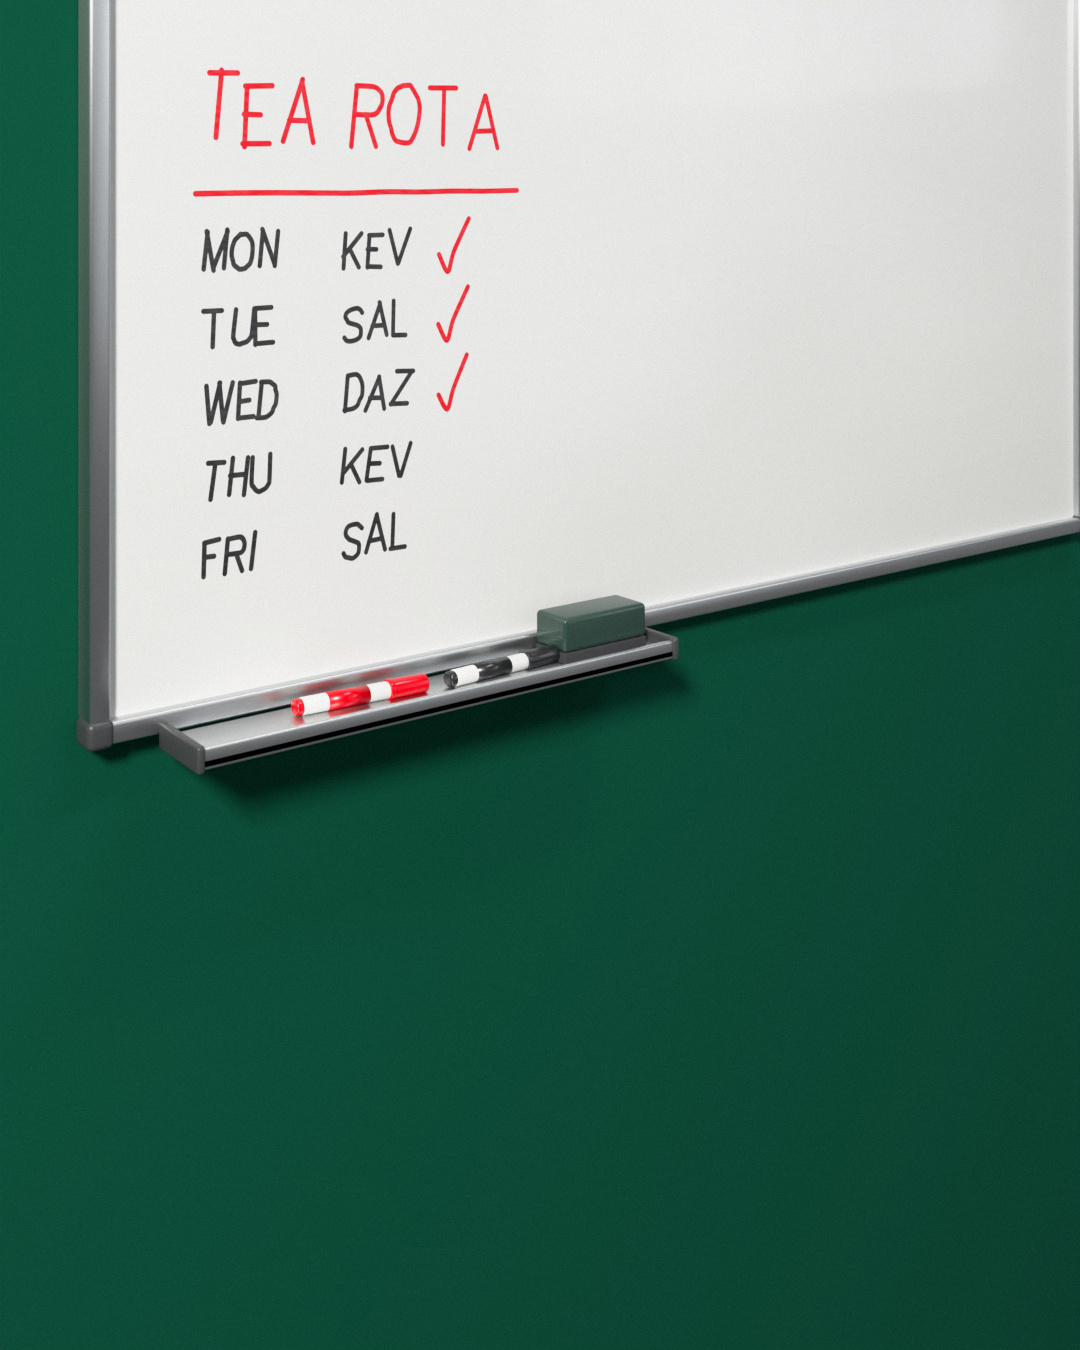 TEA ROTA
MON KEV ✓
TUE SAL ✓
WED DAZ ✓
THU KEV
FRI SAL